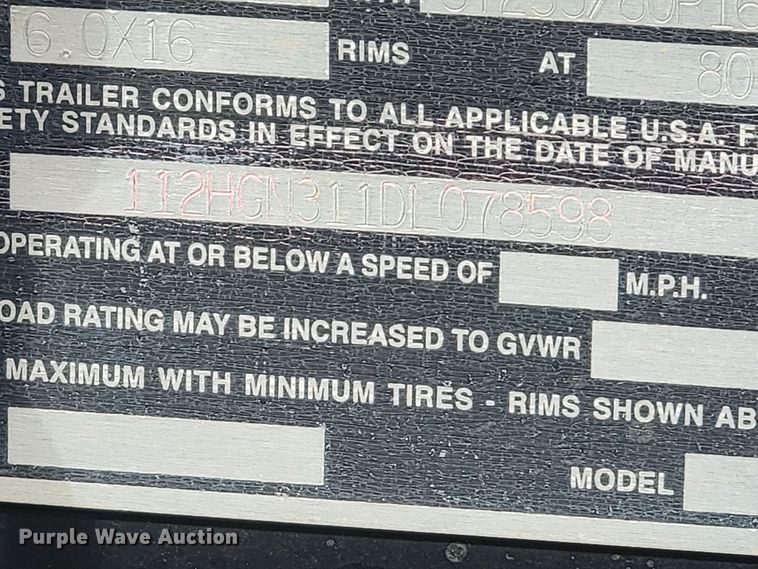 ST235/80P16
6.0X16 RIMS AT 80
S TRAILER CONFORMS TO ALL APPLICABLE U.S.A. F
ETY STANDARDS IN EFFECT ON THE DATE OF MANU
112HGN311DL078598
OPERATING AT OR BELOW A SPEED OF M.P.H.
OAD RATING MAY BE INCREASED TO GVWR
MAXIMUM WITH MINIMUM TIRES - RIMS SHOWN AB
MODEL
Purple Wave Auction